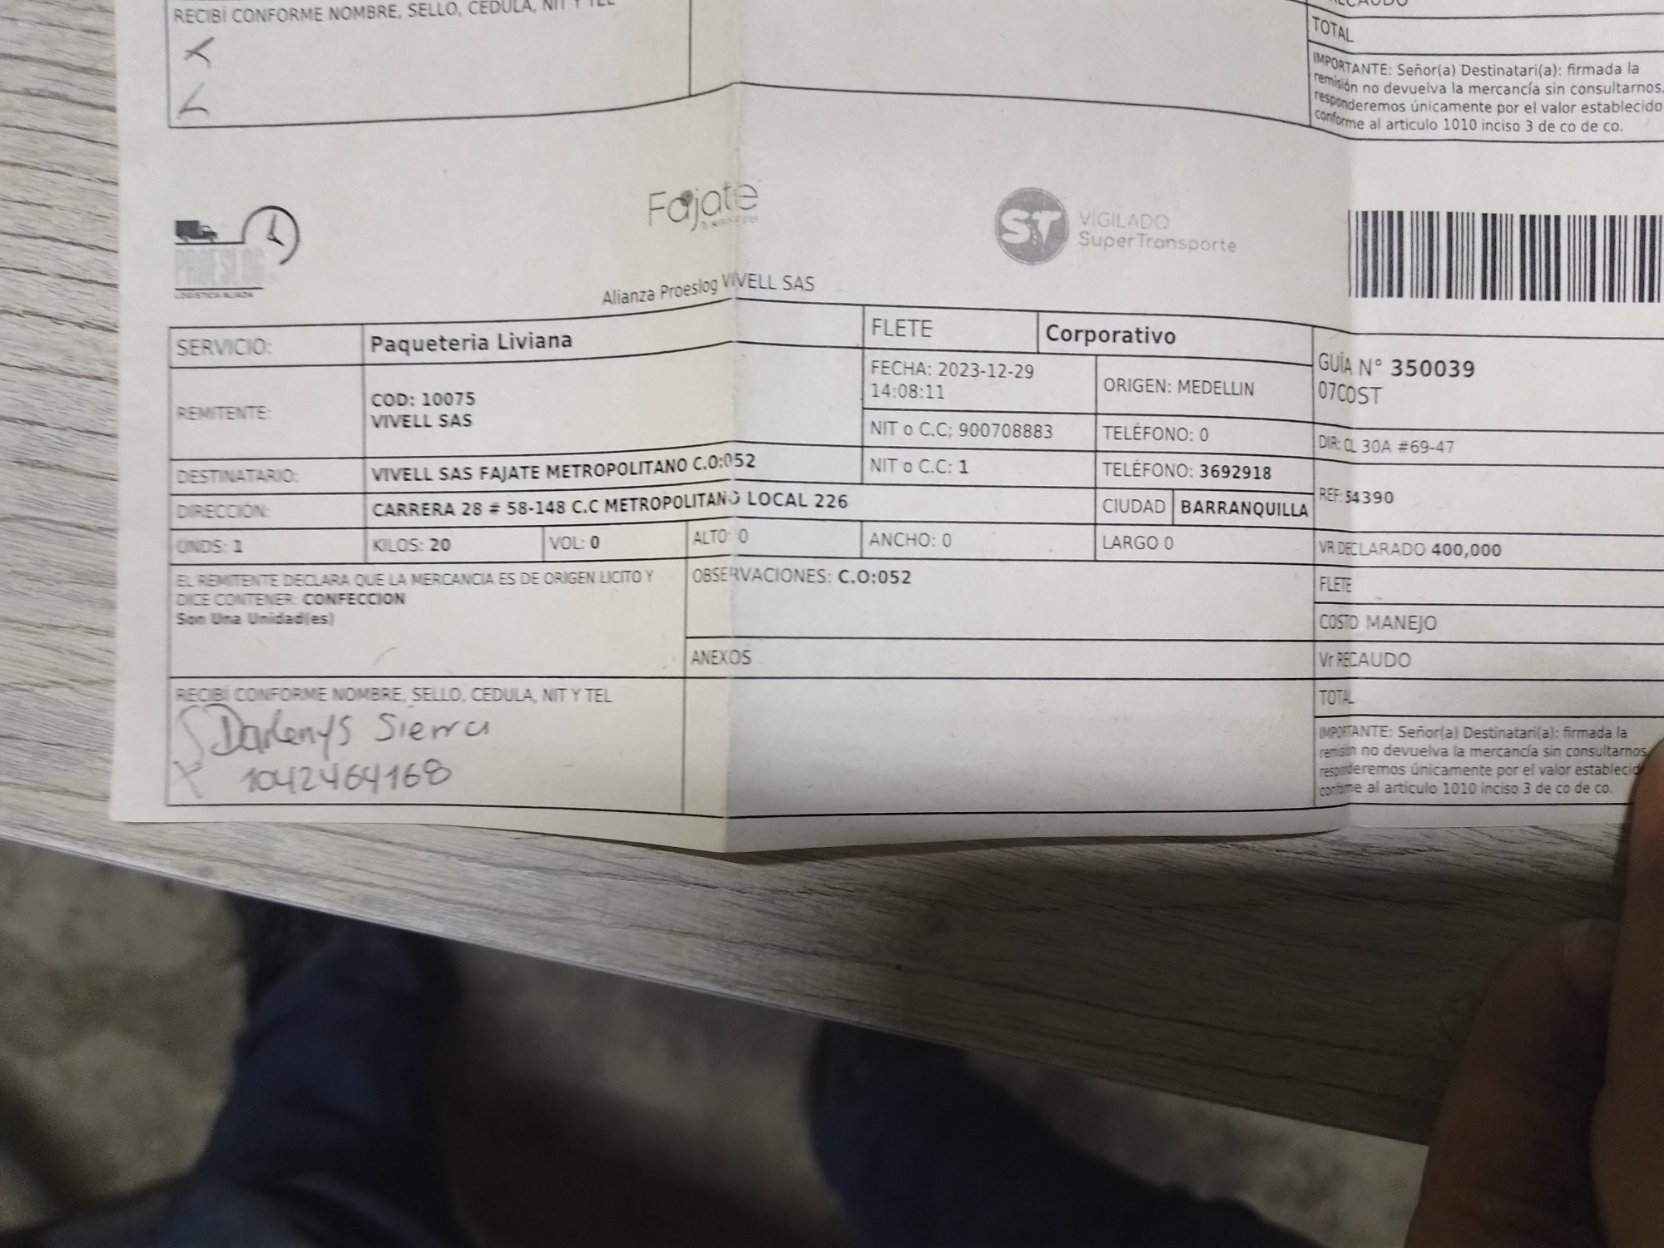 RECIBÍ CONFORME NOMBRE, SELLO, CEDULA, NIT Y TEL
TOTAL
IMPORTANTE: Señor(a) Destinatari(a): firmada la
remisión no devuelva la mercancía sin consultarnos,
responderemos únicamente por el valor establecido
conforme al articulo 1010 inciso 3 de co de co.
PROESLOG
LOGISTICA ALIADA
Fajate
ST VIGILADO
SuperTransporte
Alianza Proeslog VIVELL SAS
SERVICIO: Paqueteria Liviana FLETE Corporativo
GUÍA N° 350039
07COST
REMITENTE: COD: 10075
VIVELL SAS
FECHA: 2023-12-29
14:08:11
ORIGEN: MEDELLIN
NIT o C.C; 900708883 TELÉFONO: 0 DIR: CL 30A #69-47
DESTINATARIO: VIVELL SAS FAJATE METROPOLITANO C.O:052 NIT o C.C: 1 TELÉFONO: 3692918
REF: 54390
DIRECCIÓN: CARRERA 28 # 58-148 C.C METROPOLITANO LOCAL 226 CIUDAD BARRANQUILLA
UNDS: 1 KILOS: 20 VOL: 0 ALTO: 0 ANCHO: 0 LARGO 0 VR DECLARADO 400,000
EL REMITENTE DECLARA QUE LA MERCANCIA ES DE ORIGEN LICITO Y
DICE CONTENER: CONFECCION
Son Una Unidad(es)
OBSERVACIONES: C.O:052
FLETE
COSTO MANEJO
ANEXOS
Vr RECAUDO
RECIBÍ CONFORME NOMBRE, SELLO, CEDULA, NIT Y TEL
TOTAL
Darlenys Sierra
1042464168
IMPORTANTE: Señor(a) Destinatari(a): firmada la
remisión no devuelva la mercancía sin consultarnos,
responderemos únicamente por el valor establecido
conforme al articulo 1010 inciso 3 de co de co.